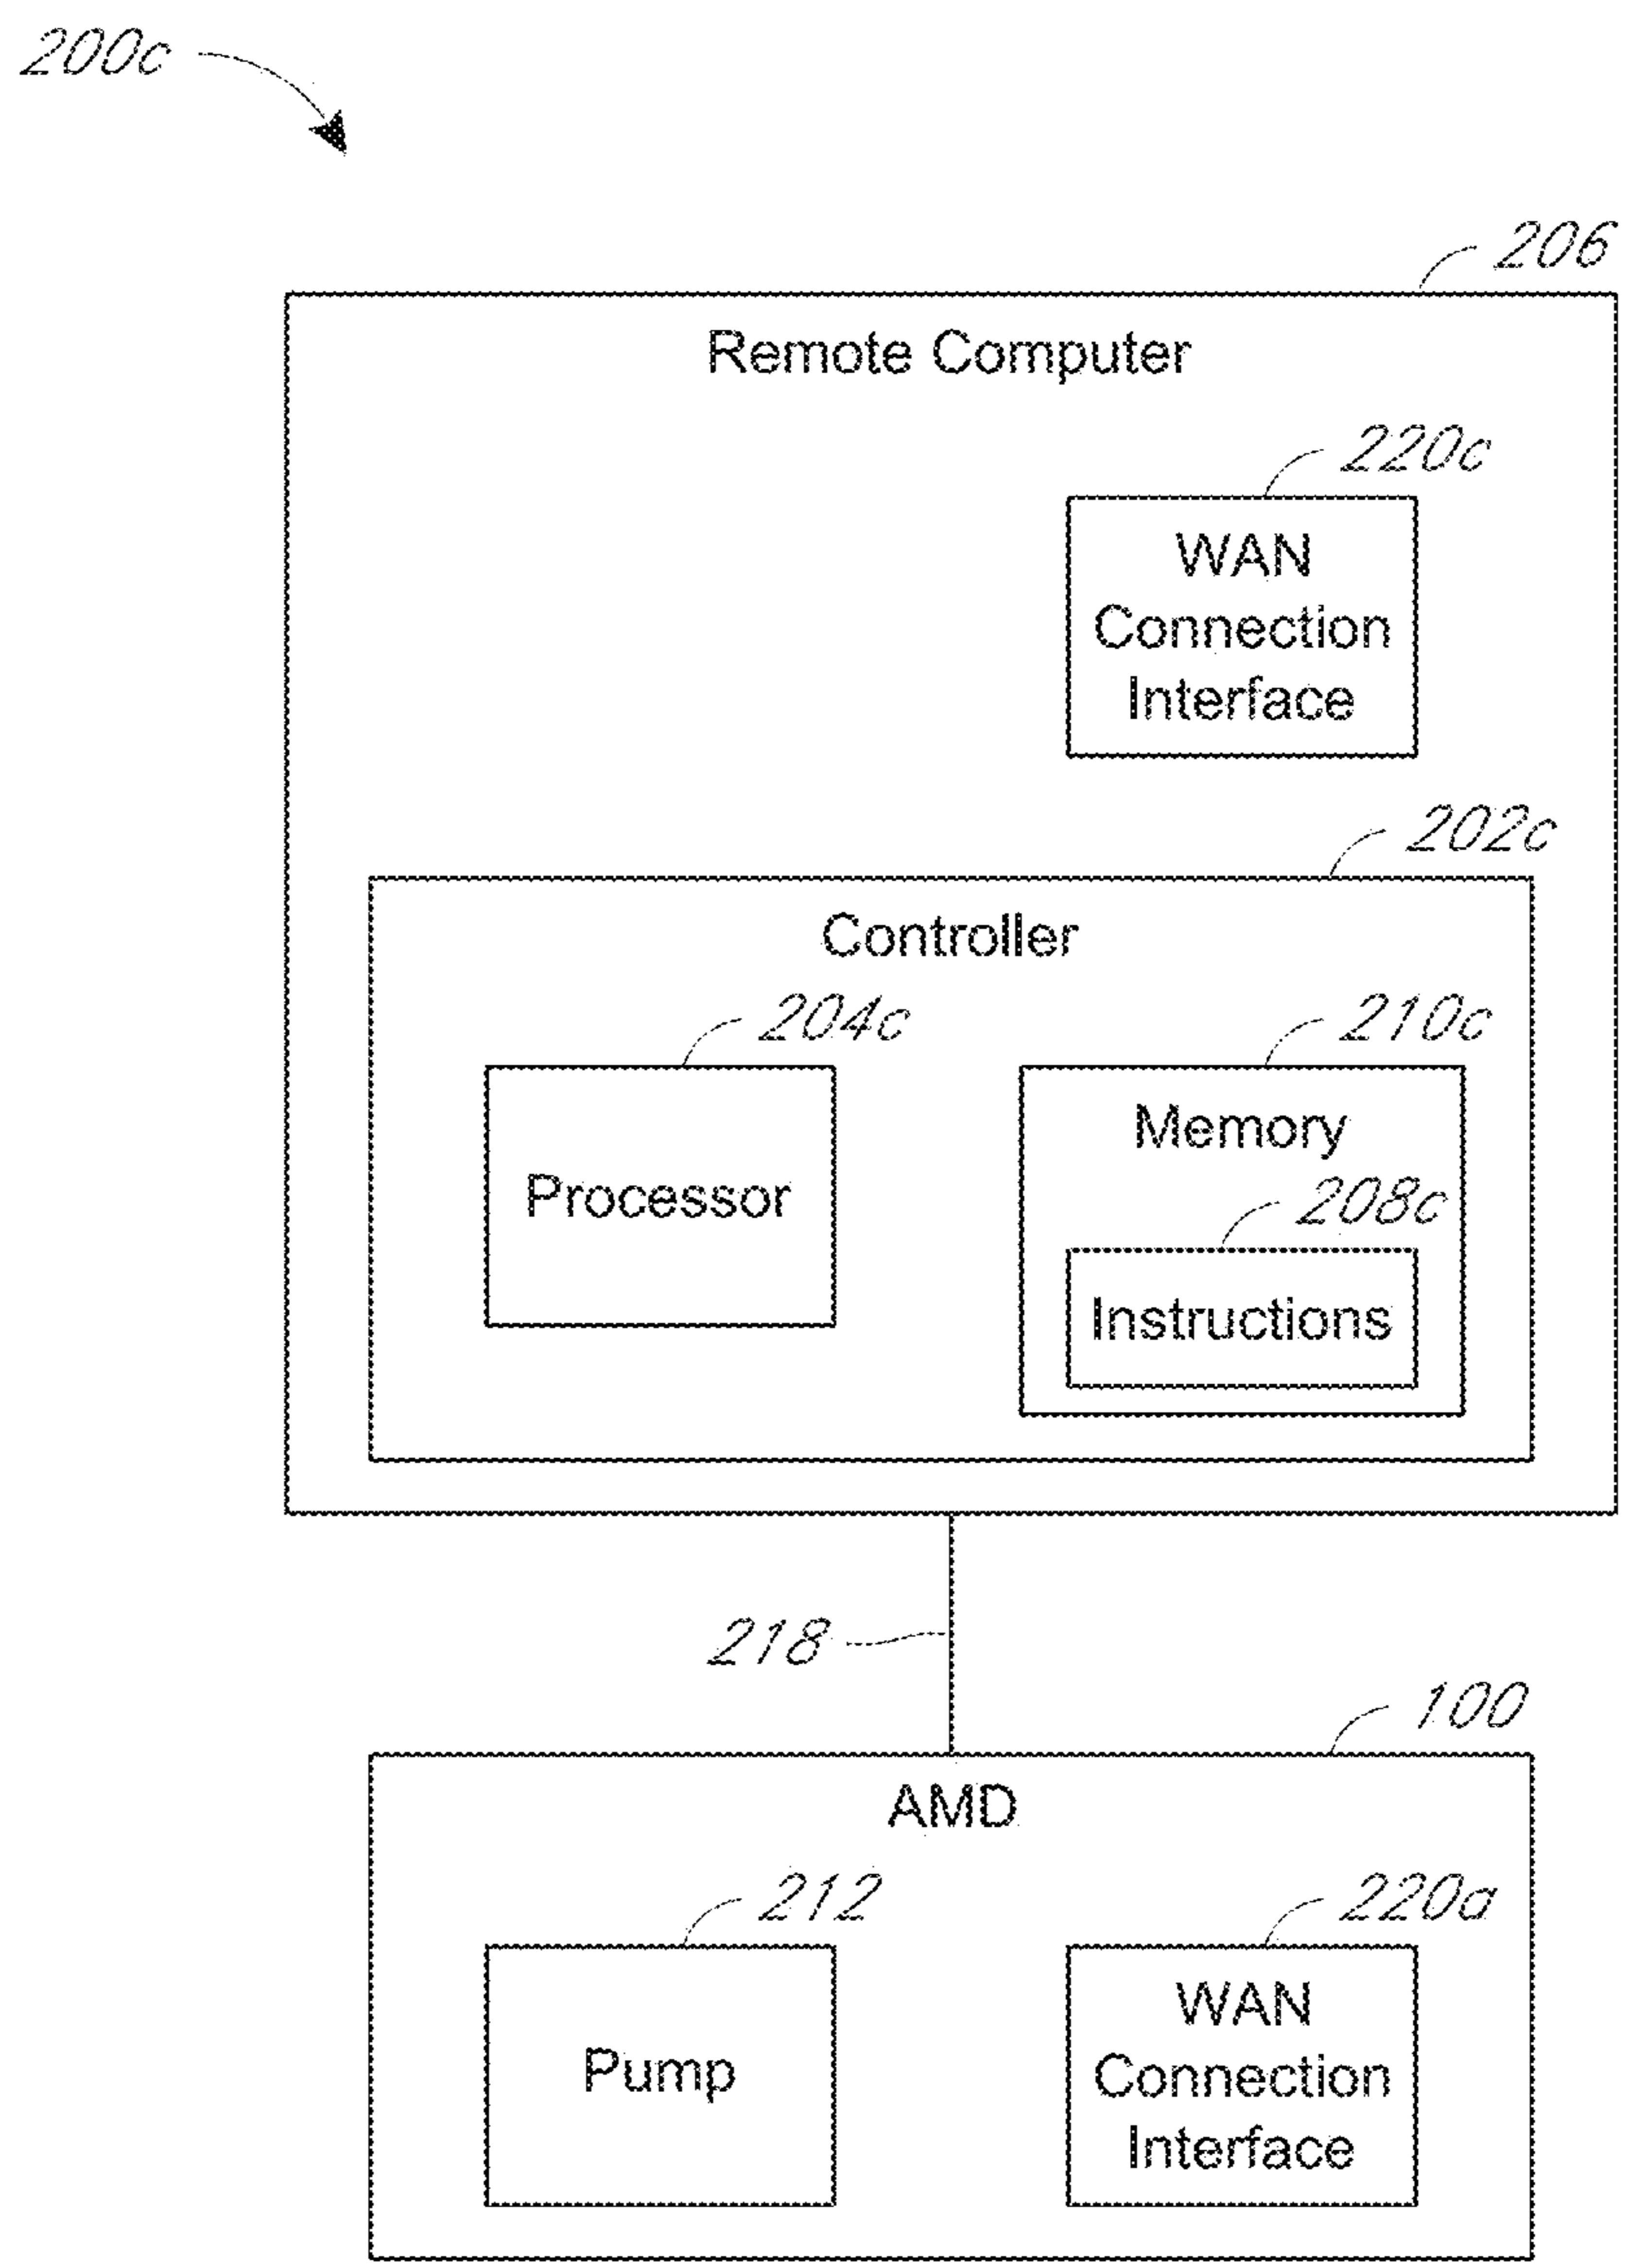 200c
206
Remote Computer
220c
WAN
Connection
Interface
202c
Controller
204c
210c
Memory
Processor
208c
Instructions
218
100
AMD
212
220a
WAN
Connection
Interface
Pump